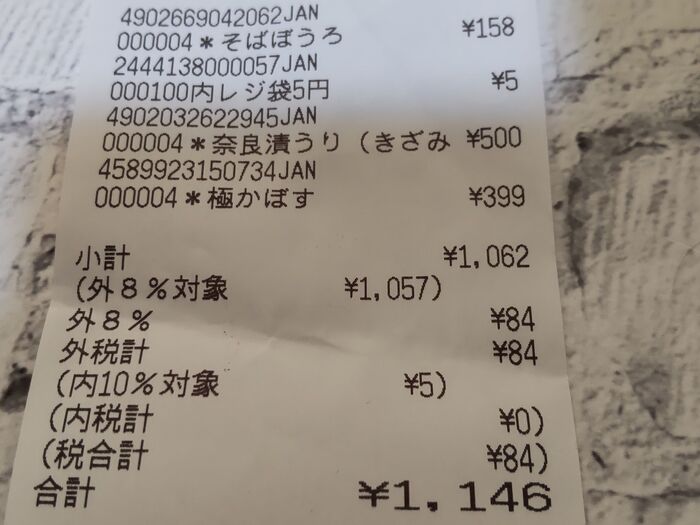 4902669042062JAN
000004*そばぼうろ ¥158
2444138000057JAN
000100内レジ袋5円 ¥5
4902032622945JAN
000004*奈良漬うり(きざみ ¥500
4589923150734JAN
000004*極かぼす ¥399
小計 ¥1,062
(外8%対象 ¥1,057)
外8% ¥84
外税計 ¥84
(内10%対象 ¥5)
(内税計 ¥0)
(税合計 ¥84)
合計 ¥1,146